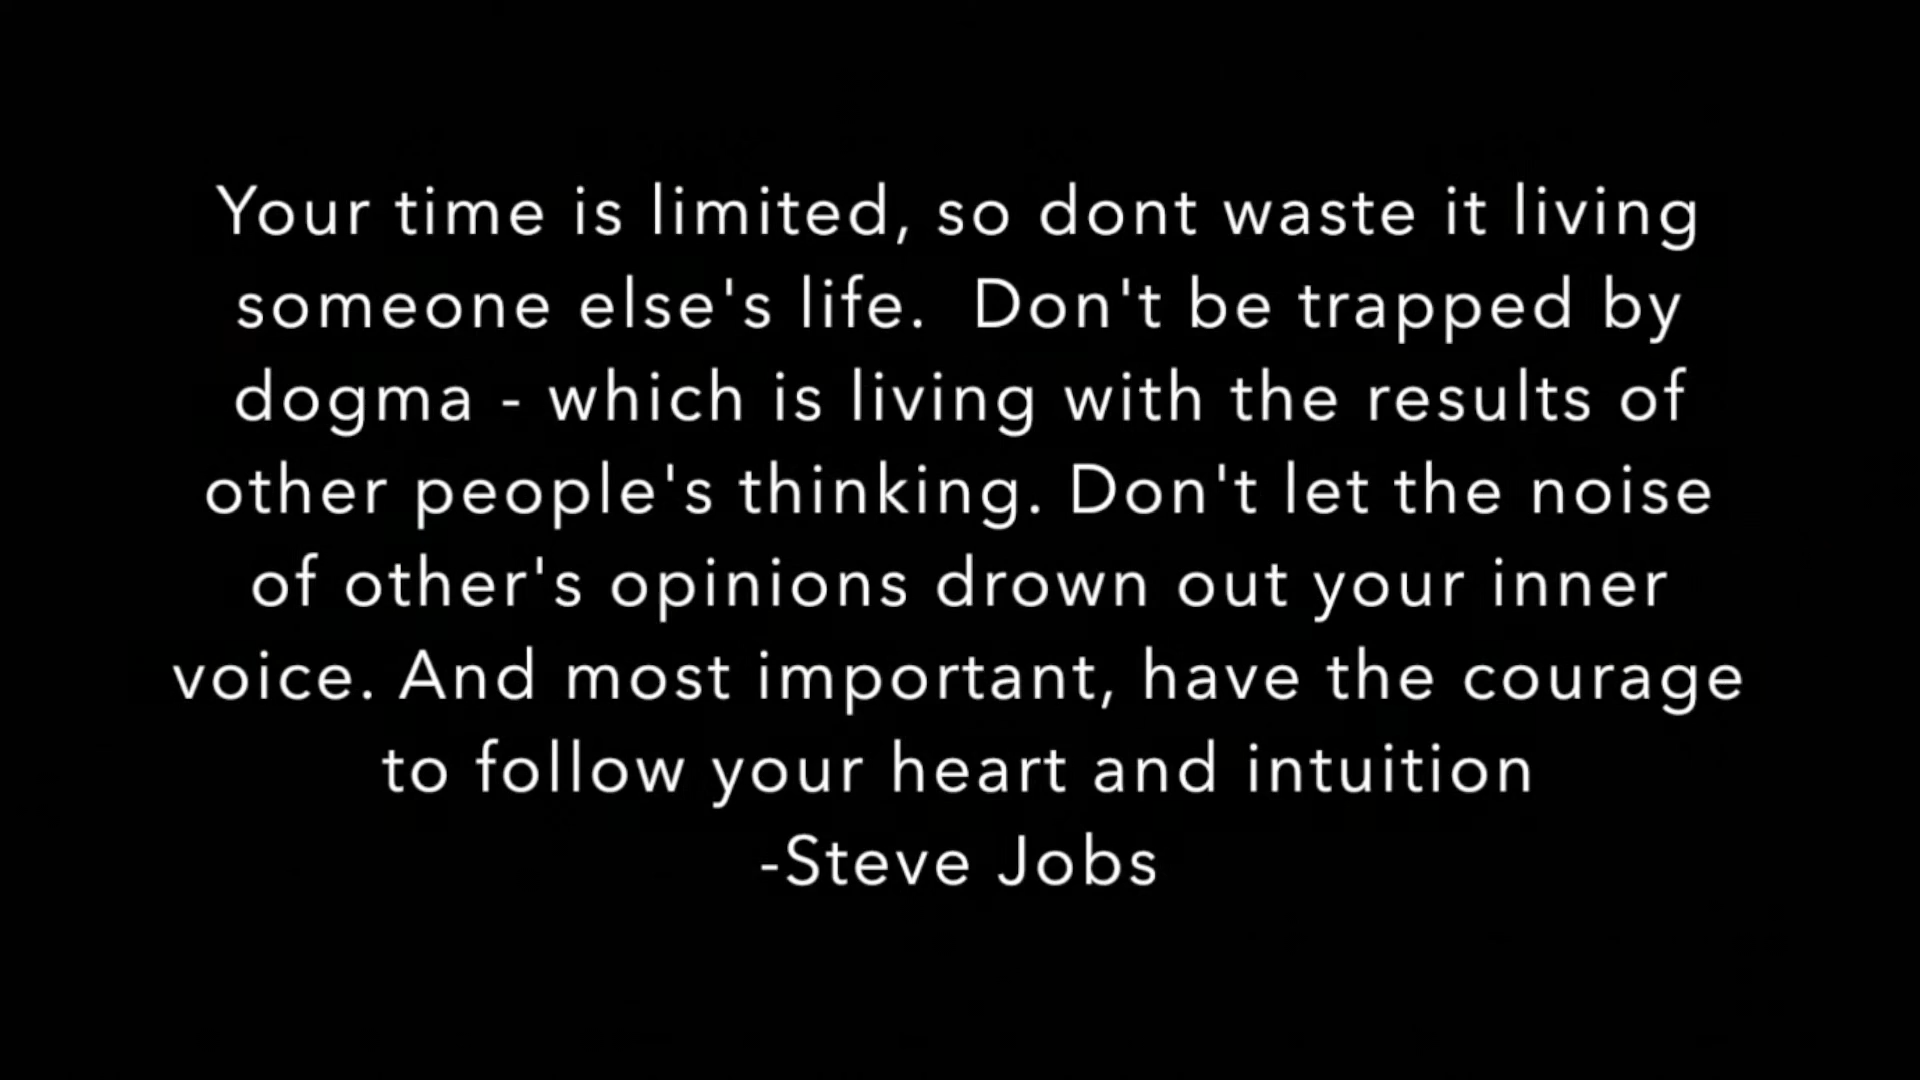 Your time is limited, so dont waste it living
someone else's life.  Don't be trapped by
dogma - which is living with the results of
other people's thinking. Don't let the noise
of other's opinions drown out your inner
voice. And most important, have the courage
to follow your heart and intuition
-Steve Jobs